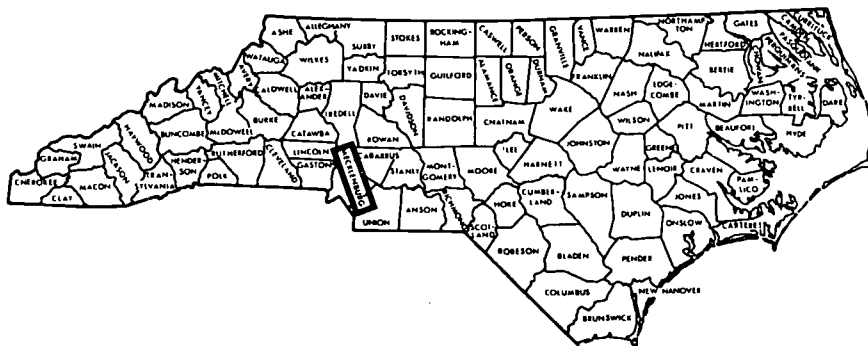 ASHE
ALLEGHANY
SURRY
STOKES
ROCKING-
HAM
CASWELL
PERSON
GRANVILLE
VANCE
WARREN
NORTHAMP
TON
GATES
HERTFORD
CURRITUCK
CAMDEN
PASQUOTANK
PERQUIMANS
CHOWAN
WATAUGA
WILKES
YADKIN
FORSYTH
GUILFORD
ALAMANCE
ORANGE
DURHAM
FRANKLIN
HALIFAX
BERTIE
AVERY
MITCHELL
YANCEY
MADISON
CALDWELL
ALEX-
ANDER
IREDELL
DAVIE
DAVIDSON
RANDOLPH
CHATHAM
WAKE
NASH
EDGE-
COMBE
MARTIN
WASH-
INGTON
TYR-
RELL
DARE
HAYWOOD
BUNCOMBE
McDOWELL
BURKE
CATAWBA
ROWAN
WILSON
PITT
BEAUFORT
HYDE
GRAHAM
SWAIN
JACKSON
HENDER-
SON
RUTHERFORD
POLK
CLEVELAND
LINCOLN
GASTON
MECKLENBURG
CABARRUS
STANLY
MONT-
GOMERY
MOORE
LEE
HARNETT
JOHNSTON
WAYNE
GREENE
LENOIR
CRAVEN
PAM-
LICO
CHEROKEE
CLAY
MACON
TRAN-
SYLVANIA
UNION
ANSON
RICHMOND
SCOT-
LAND
HOKE
CUMBER-
LAND
SAMPSON
DUPLIN
JONES
ONSLOW
CARTERET
ROBESON
BLADEN
PENDER
COLUMBUS
BRUNSWICK
NEW HANOVER